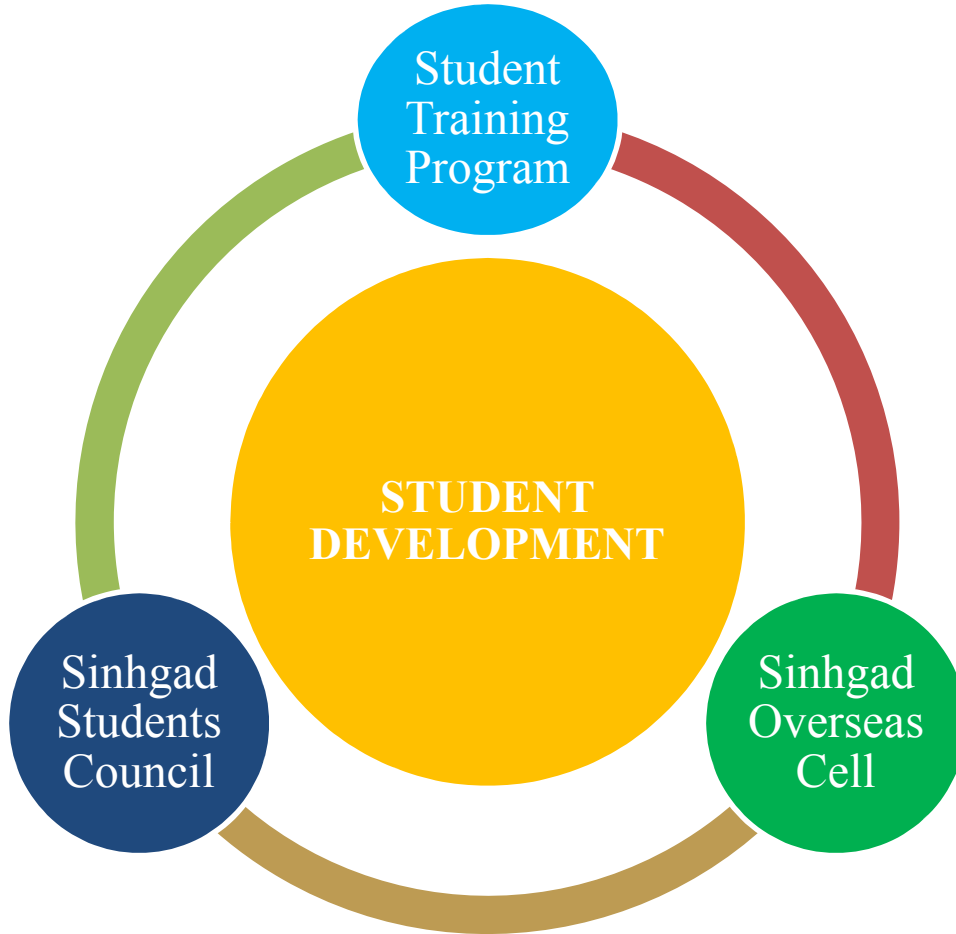 Student
Training
Program
STUDENT
DEVELOPMENT
Sinhgad
Students
Council
Sinhgad
Overseas
Cell